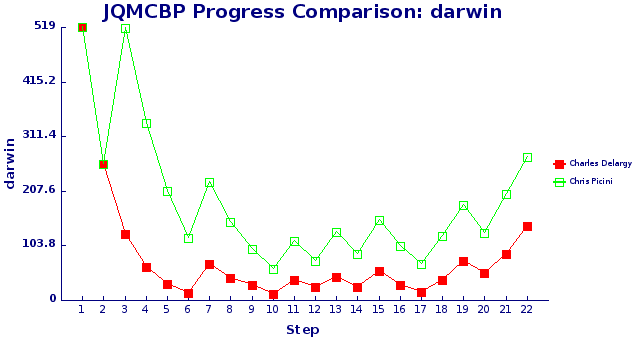 JQMCBP Progress Comparison: darwin
519
415.2
311.4
207.6
103.8
0
darwin
1 2 3 4 5 6 7 8 9 10 11 12 13 14 15 16 17 18 19 20 21 22
Step
Charles Delargy
Chris Picini